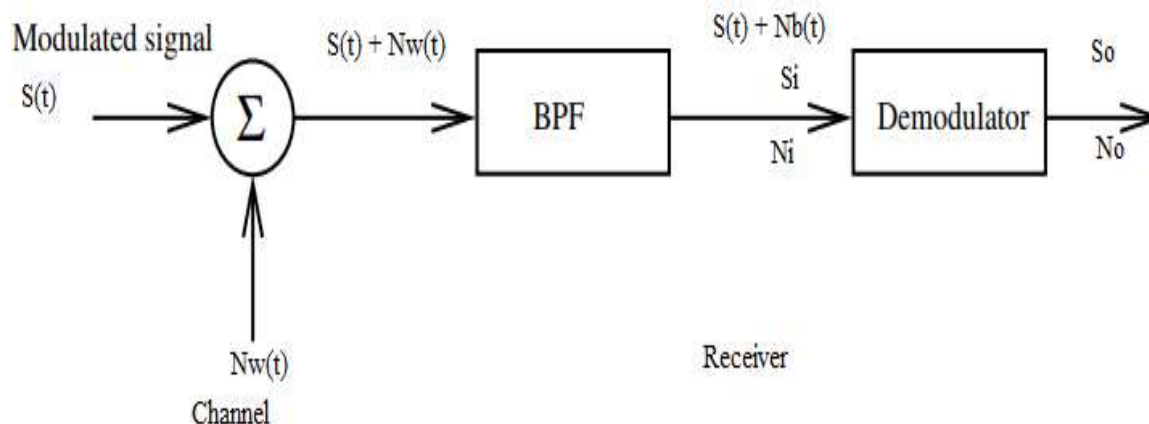 Modulated signal
S(t)
Σ
S(t) + Nw(t)
BPF
S(t) + Nb(t)
Si
Ni
Demodulator
So
No
Nw(t)
Channel
Receiver